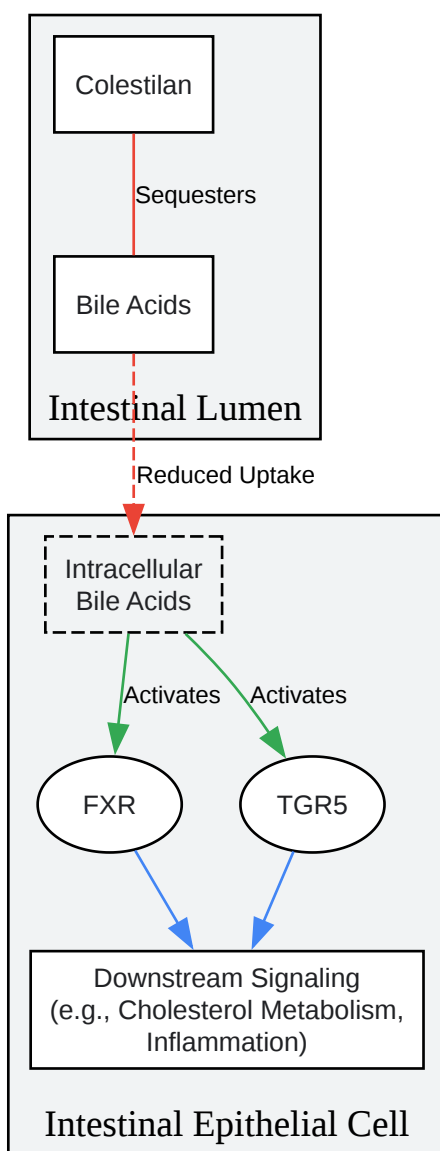 Colestilan
Sequesters
Bile Acids
Intestinal Lumen
Reduced Uptake
Intracellular
Bile Acids
Activates
Activates
FXR
TGR5
Downstream Signaling
(e.g., Cholesterol Metabolism,
Inflammation)
Intestinal Epithelial Cell